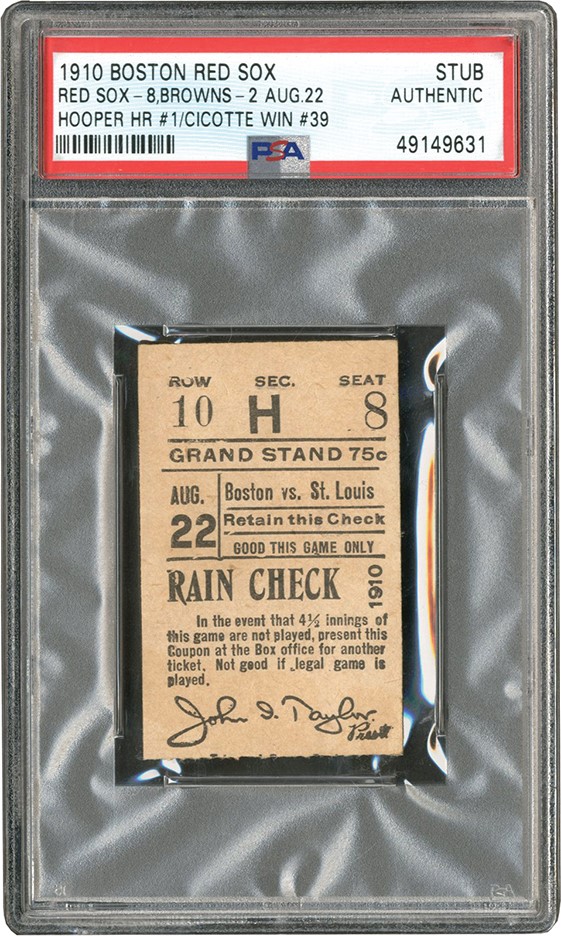 1910 BOSTON RED SOX STUB
RED SOX - 8,BROWNS - 2 AUG.22 AUTHENTIC
HOOPER HR #1/CICOTTE WIN #39
PSA 49149631
ROW SEC. SEAT
10 H 8
GRAND STAND 75c
AUG. 22
Boston vs. St. Louis
Retain this Check
GOOD THIS GAME ONLY
RAIN CHECK 1910
In the event that 4½ innings of
this game are not played, present this
Coupon at the Box office for another
ticket. Not good if legal game is
played.
John I. Taylor.
Presdt
PSA